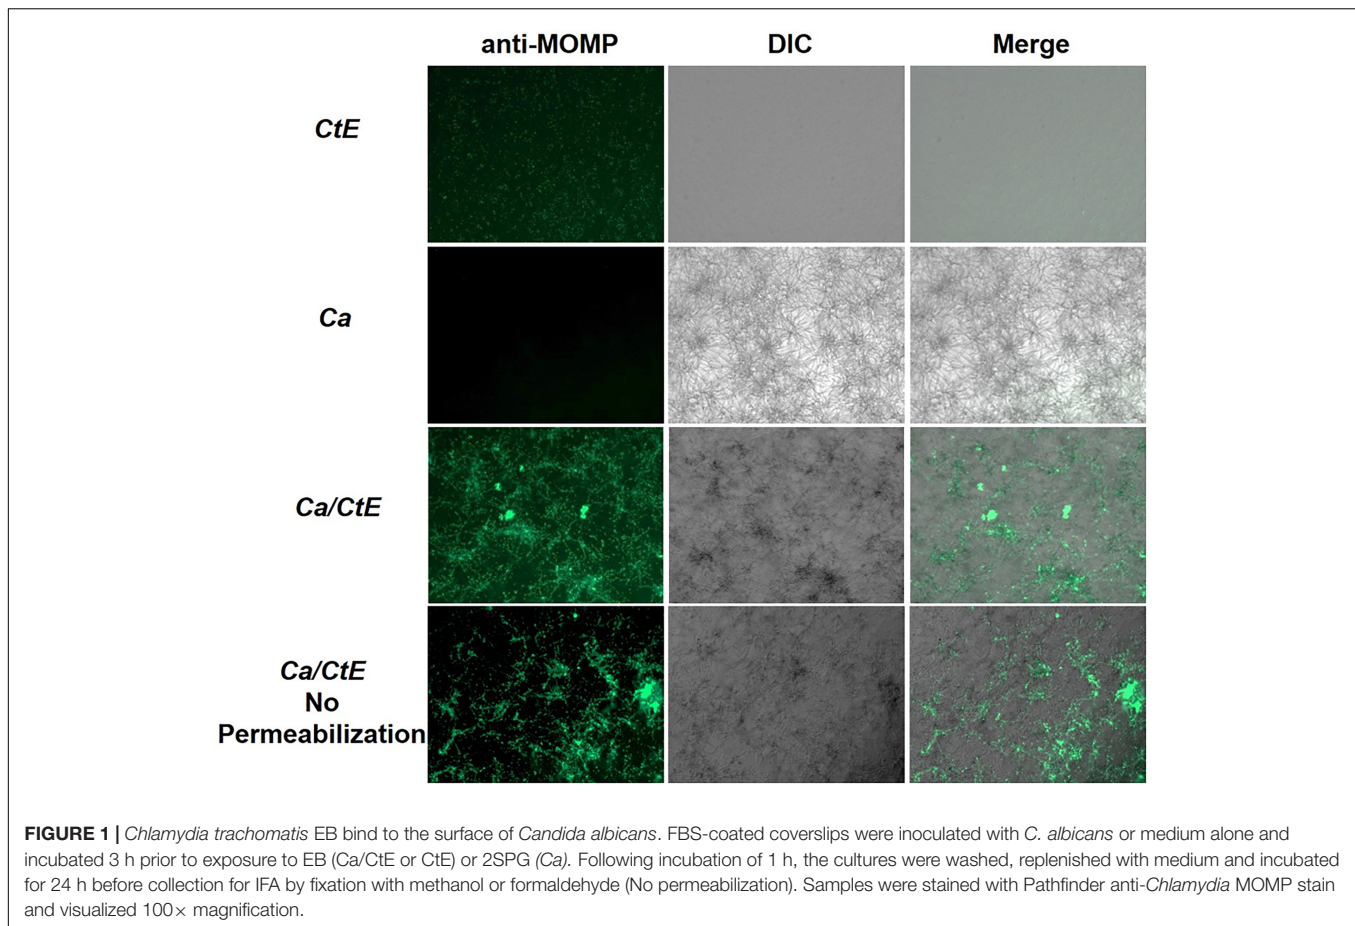 anti-MOMP DIC Merge
CtE
Ca
Ca/CtE
Ca/CtE
No
Permeabilization
FIGURE 1 | Chlamydia trachomatis EB bind to the surface of Candida albicans. FBS-coated coverslips were inoculated with C. albicans or medium alone and
incubated 3 h prior to exposure to EB (Ca/CtE or CtE) or 2SPG (Ca). Following incubation of 1 h, the cultures were washed, replenished with medium and incubated
for 24 h before collection for IFA by fixation with methanol or formaldehyde (No permeabilization). Samples were stained with Pathfinder anti-Chlamydia MOMP stain
and visualized 100× magnification.